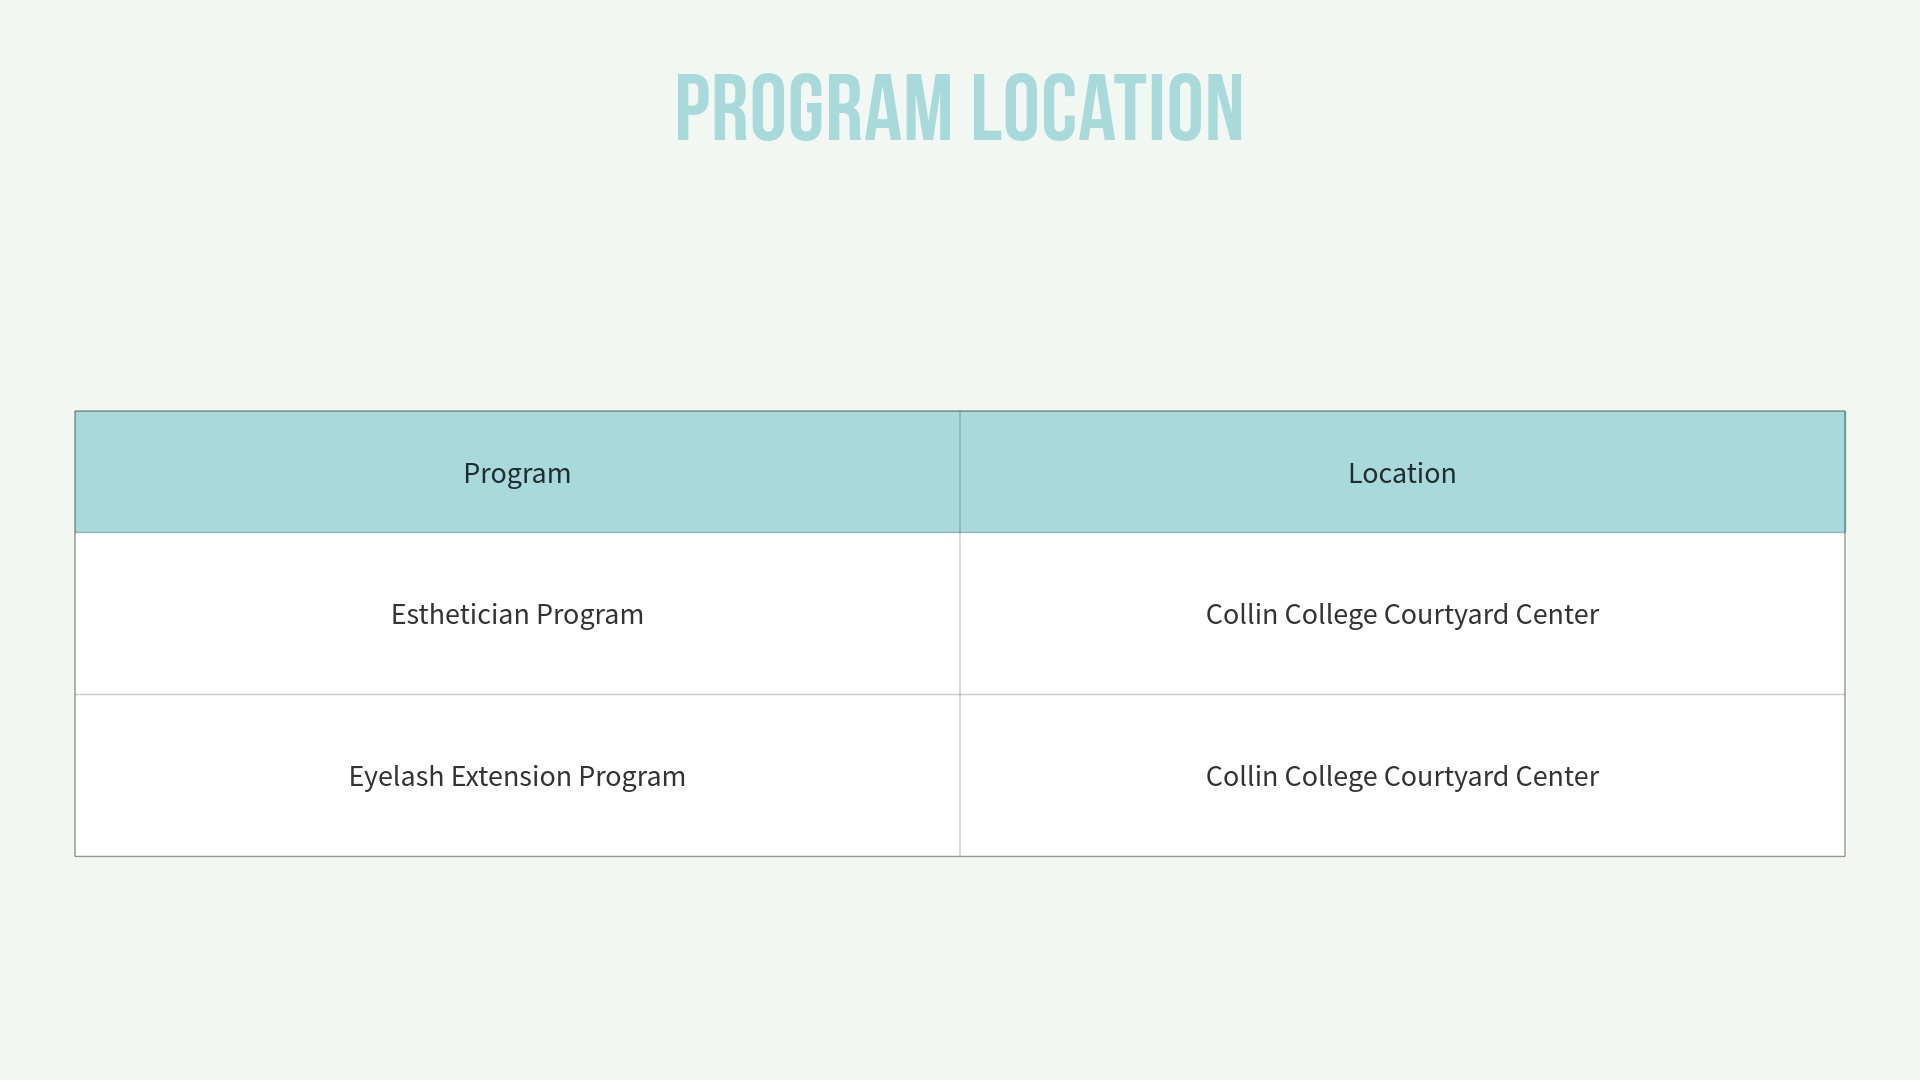 PROGRAM LOCATION
Program
Location
Esthetician Program
Collin College Courtyard Center
Eyelash Extension Program
Collin College Courtyard Center